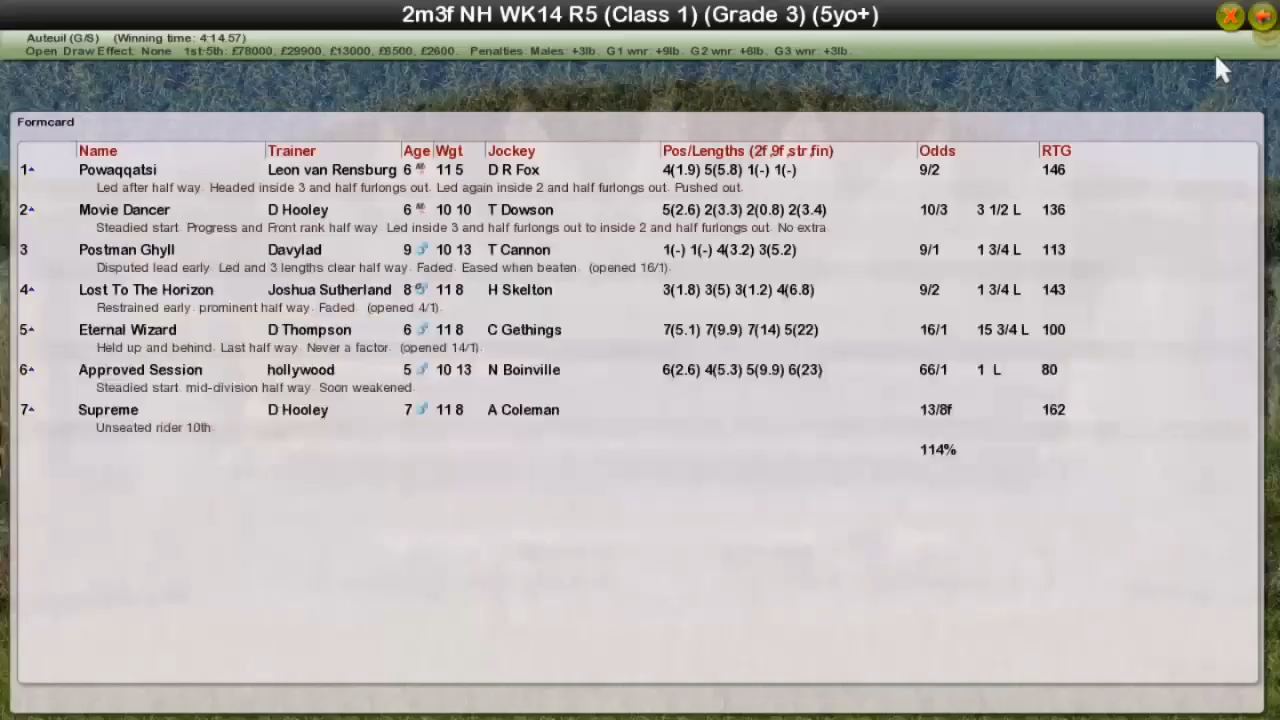 2m3f NH WK14 R5 (Class 1) (Grade 3) (5yo+)
Auteuil (G/S) (Winning time: 4:14.57)
Open Draw Effect: None 1st-5th: £78000, £29900, £13000, £6500, £2600. Penalties: Males: +3lb. G1 wnr: +9lb. G2 wnr: +6lb. G3 wnr: +3lb.
Formcard
Name Trainer Age Wgt Jockey Pos/Lengths (2f,9f,str,fin) Odds RTG
1 Powaqqatsi Leon van Rensburg 6 11 5 D R Fox 4(1.9) 5(5.8) 1(-) 1(-) 9/2 146
Led after half way. Headed inside 3 and half furlongs out. Led again inside 2 and half furlongs out. Pushed out.
2 Movie Dancer D Hooley 6 10 10 T Dowson 5(2.6) 2(3.3) 2(0.8) 2(3.4) 10/3 3 1/2 L 136
Steadied start. Progress and Front rank half way. Led inside 3 and half furlongs out to inside 2 and half furlongs out. No extra.
3 Postman Ghyll Davylad 9 10 13 T Cannon 1(-) 1(-) 4(3.2) 3(5.2) 9/1 1 3/4 L 113
Disputed lead early. Led and 3 lengths clear half way. Faded. Eased when beaten. (opened 16/1).
4 Lost To The Horizon Joshua Sutherland 8 11 8 H Skelton 3(1.8) 3(5) 3(1.2) 4(6.8) 9/2 1 3/4 L 143
Restrained early. prominent half way. Faded. (opened 4/1).
5 Eternal Wizard D Thompson 6 11 8 C Gethings 7(5.1) 7(9.9) 7(14) 5(22) 16/1 15 3/4 L 100
Held up and behind. Last half way. Never a factor. (opened 14/1).
6 Approved Session hollywood 5 10 13 N Boinville 6(2.6) 4(5.3) 5(9.9) 6(23) 66/1 1 L 80
Steadied start. mid-division half way. Soon weakened.
7 Supreme D Hooley 7 11 8 A Coleman 13/8f 162
Unseated rider 10th.
114%